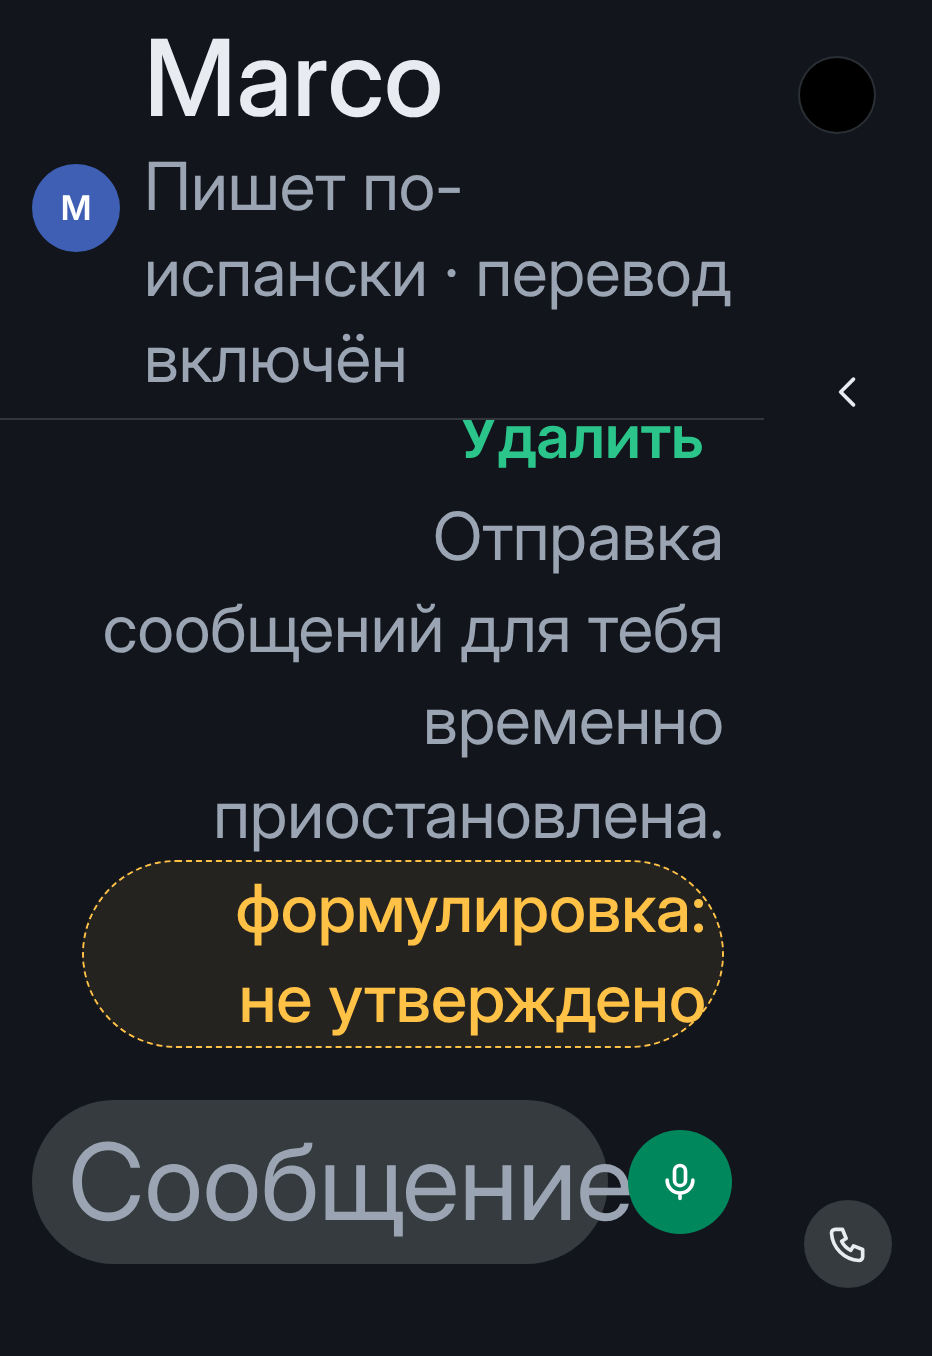 Marco
M
Пишет по-
испански · перевод
включён
Удалить
Отправка
сообщений для тебя
временно
приостановлена.
формулировка:
не утверждено
Сообщение